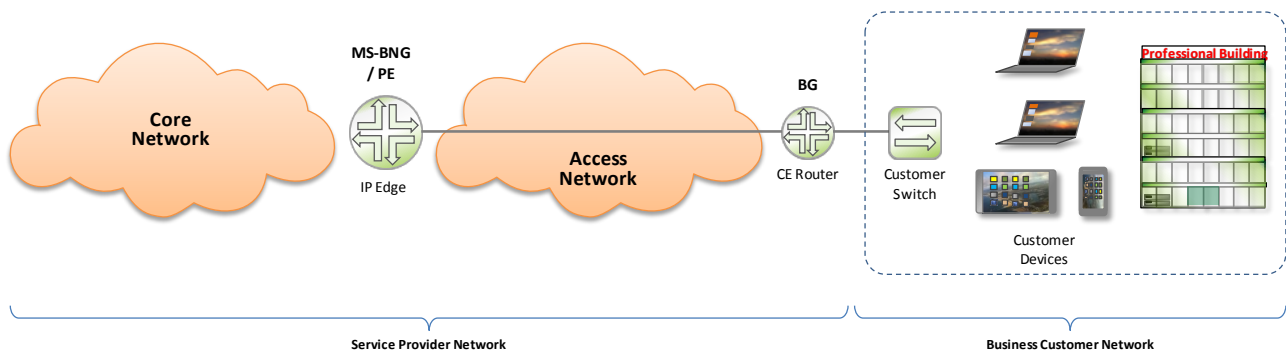 Core
Network
MS-BNG
/ PE
IP Edge
Access
Network
BG
CE Router
Customer
Switch
Customer
Devices
Professional Building
Service Provider Network
Business Customer Network